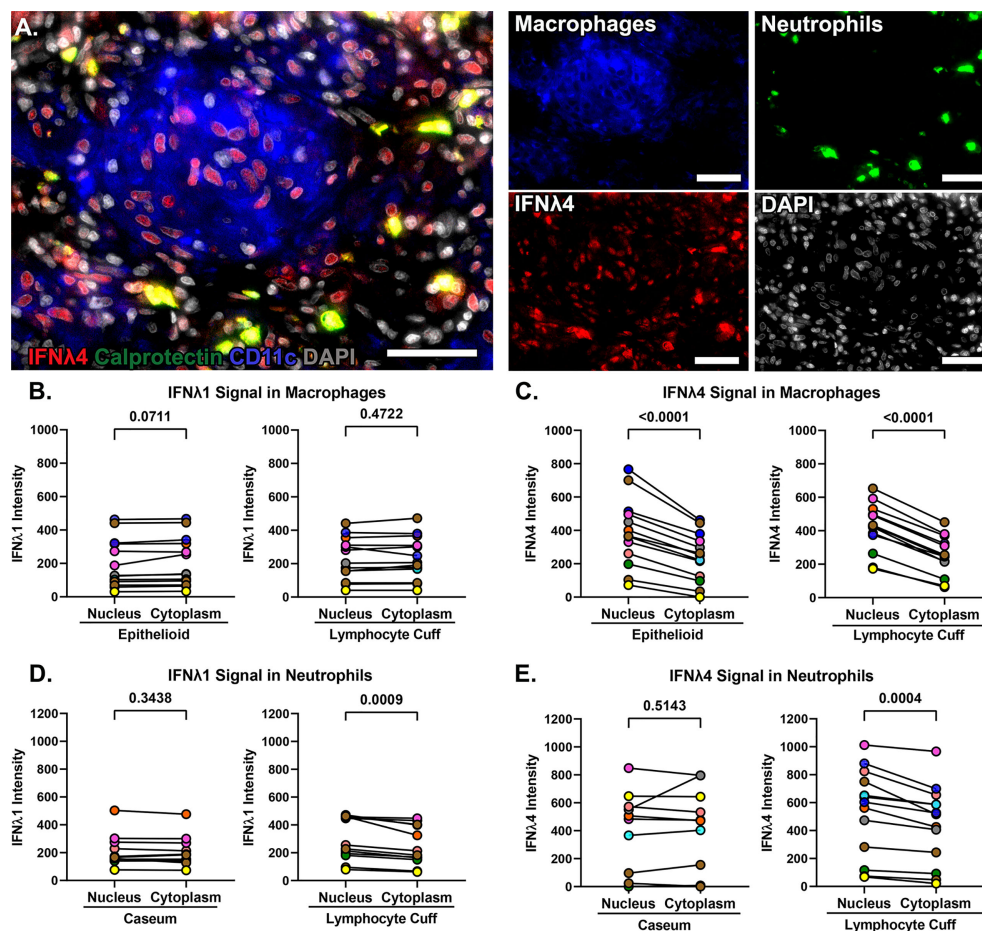 A.
Macrophages
Neutrophils
IFNλ4
DAPI
IFNλ4 Calprotectin CD11c DAPI
B.
IFNλ1 Signal in Macrophages
0.0711
IFNλ1 Intensity
1000
800
600
400
200
0
Nucleus Cytoplasm
Epithelioid
0.4722
IFNλ1 Intensity
1000
800
600
400
200
0
Nucleus Cytoplasm
Lymphocyte Cuff
C.
IFNλ4 Signal in Macrophages
<0.0001
IFNλ4 Intensity
1000
800
600
400
200
0
Nucleus Cytoplasm
Epithelioid
<0.0001
IFNλ4 Intensity
1000
800
600
400
200
0
Nucleus Cytoplasm
Lymphocyte Cuff
D.
IFNλ1 Signal in Neutrophils
0.3438
IFNλ1 Intensity
1200
1000
800
600
400
200
0
Nucleus Cytoplasm
Caseum
0.0009
IFNλ1 Intensity
1200
1000
800
600
400
200
0
Nucleus Cytoplasm
Lymphocyte Cuff
E.
IFNλ4 Signal in Neutrophils
0.5143
IFNλ4 Intensity
1200
1000
800
600
400
200
0
Nucleus Cytoplasm
Caseum
0.0004
IFNλ4 Intensity
1200
1000
800
600
400
200
0
Nucleus Cytoplasm
Lymphocyte Cuff